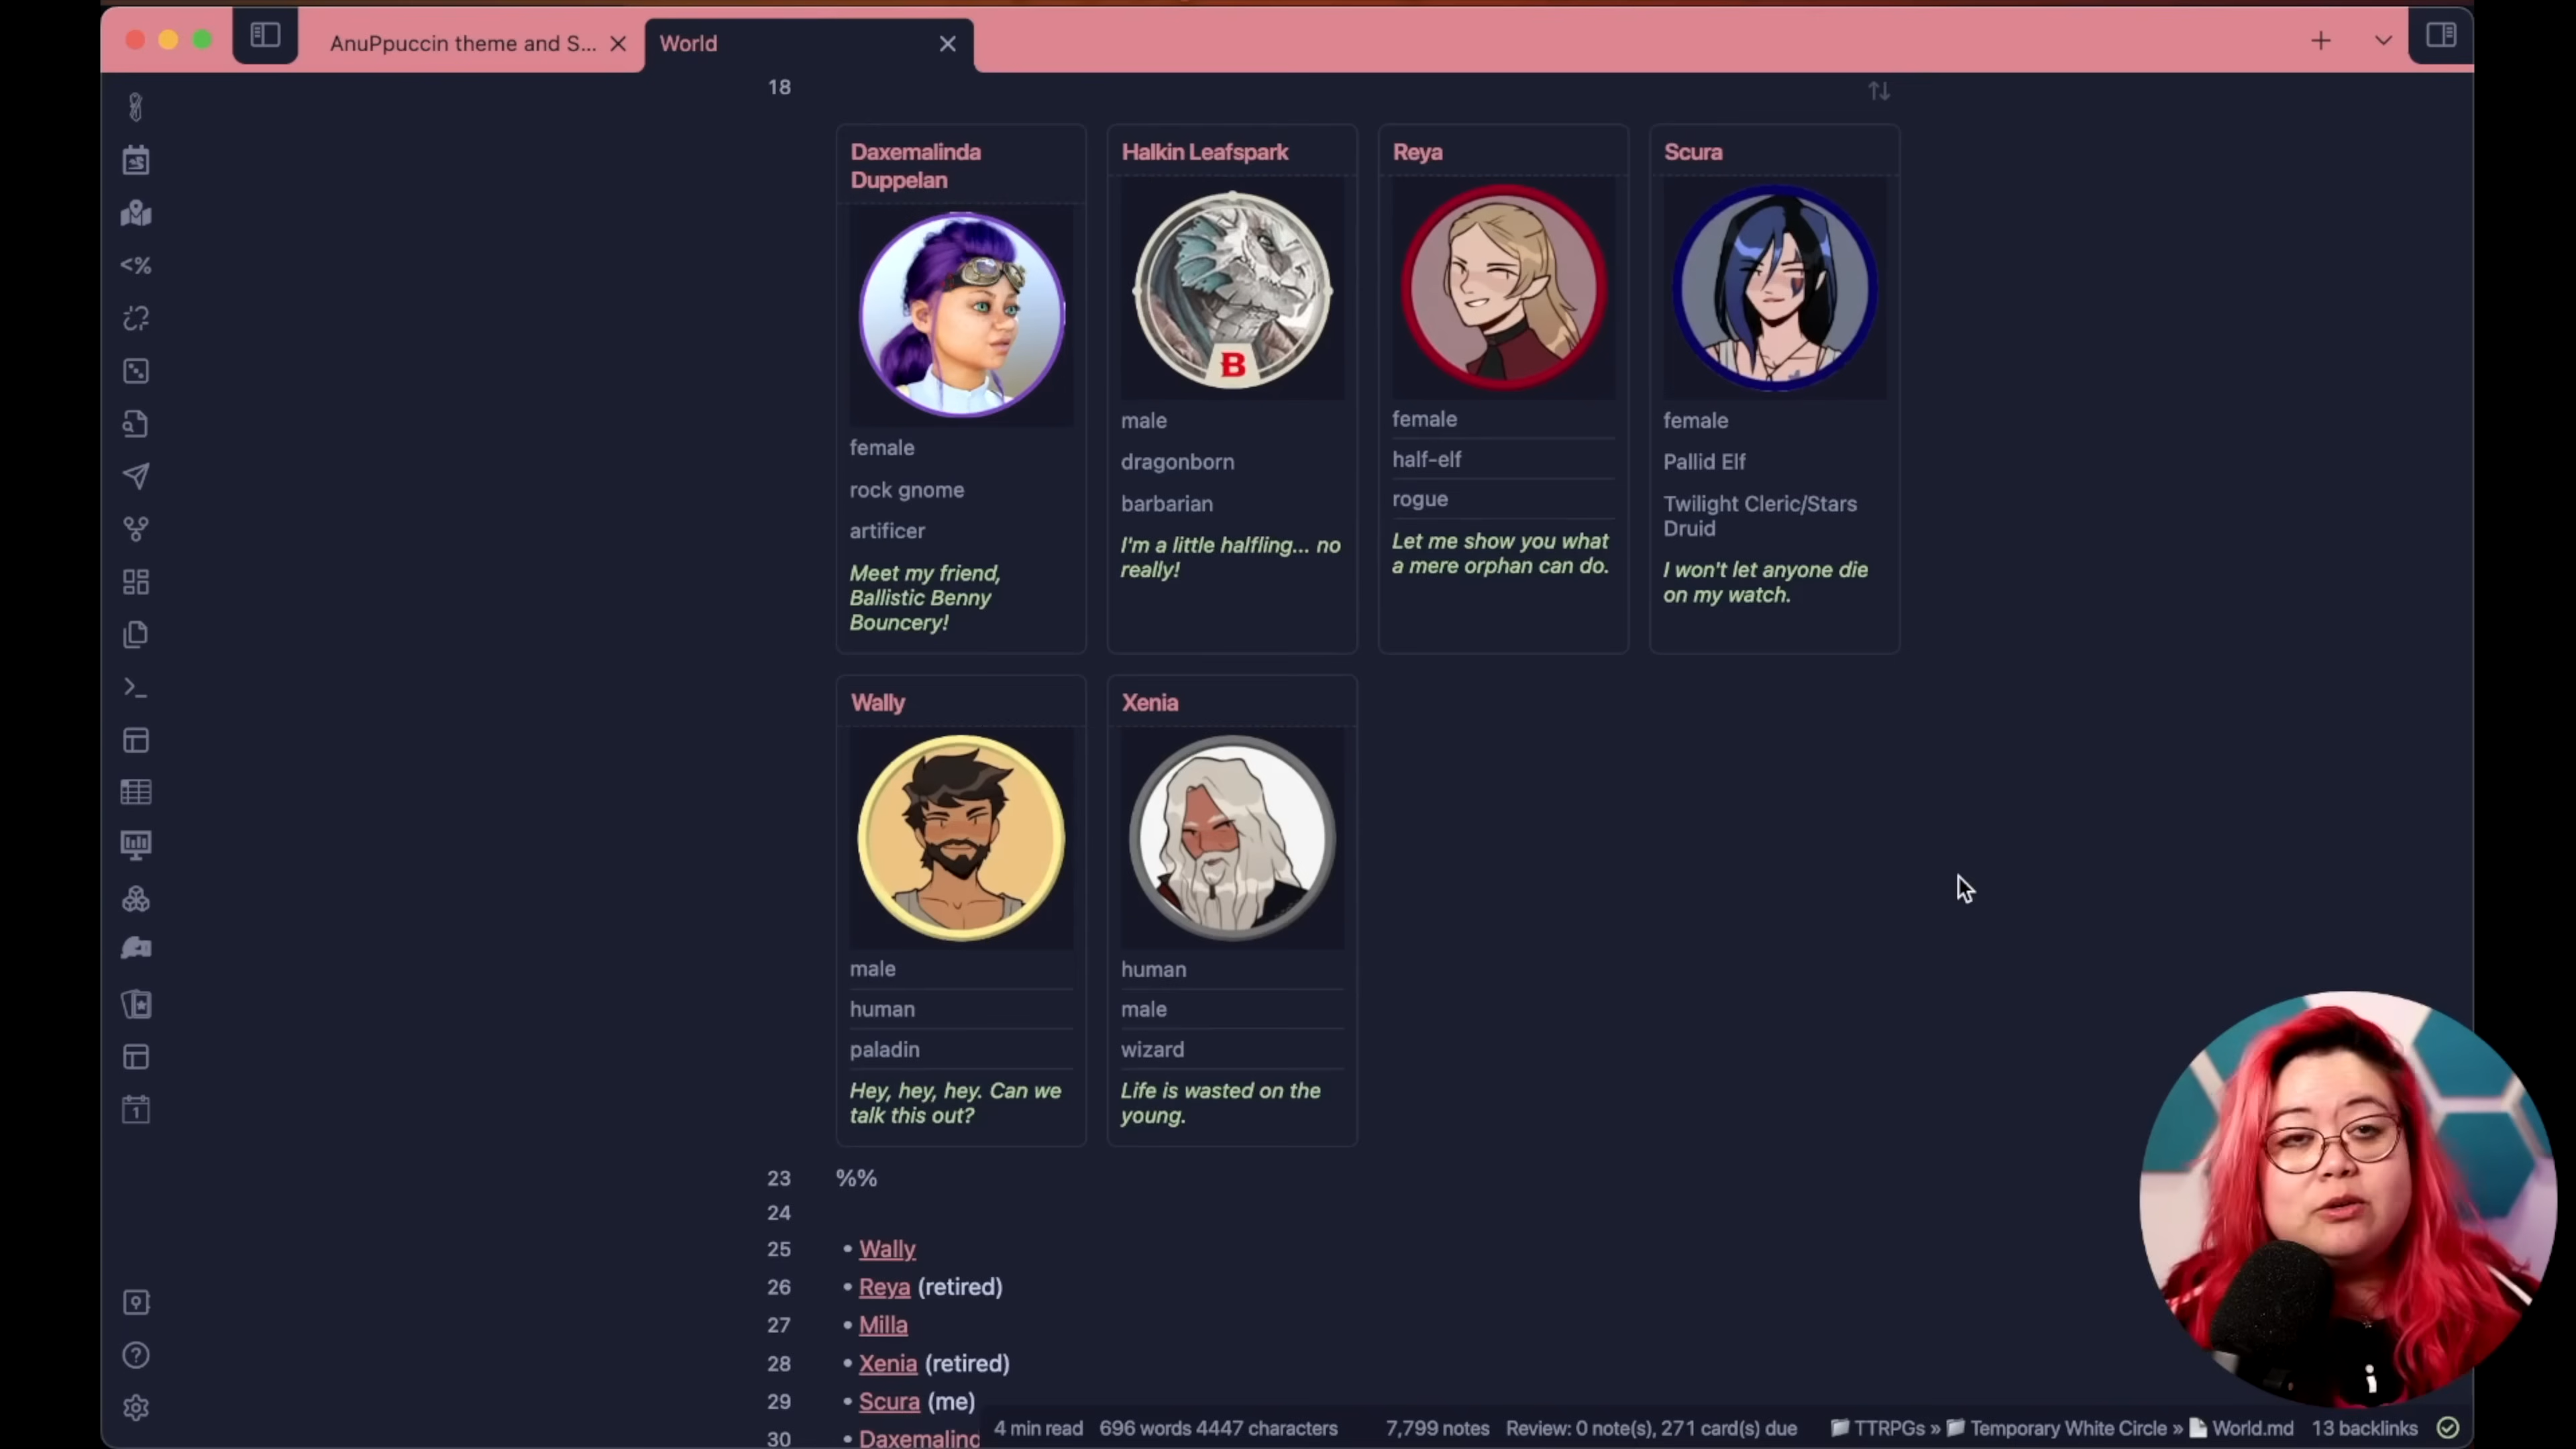 AnuPpuccin theme and S...
World
18
Daxemalinda
Duppelan
female
rock gnome
artificer
Meet my friend,
Ballistic Benny
Bouncery!
Halkin Leafspark
B
male
dragonborn
barbarian
I'm a little halfling... no
really!
Reya
female
half-elf
rogue
Let me show you what
a mere orphan can do.
Scura
female
Pallid Elf
Twilight Cleric/Stars
Druid
I won't let anyone die
on my watch.
Wally
male
human
paladin
Hey, hey, hey. Can we
talk this out?
Xenia
human
male
wizard
Life is wasted on the
young.
23 %%
24
25 • Wally
26 • Reya (retired)
27 • Milla
28 • Xenia (retired)
29 • Scura (me)
30 • Daxemalind
4 min read 696 words 4447 characters 7,799 notes Review: 0 note(s), 271 card(s) due TTRPGs » Temporary White Circle » World.md 13 backlinks
<%
1